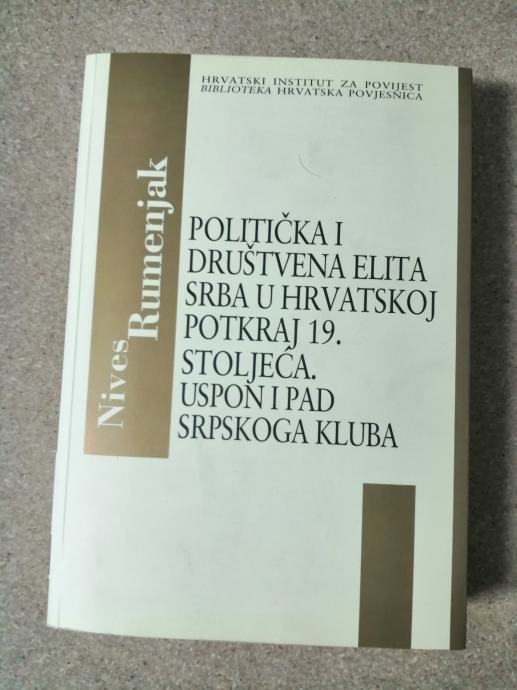 HRVATSKI INSTITUT ZA POVIJEST
BIBLIOTEKA HRVATSKA POVJESNICA
Nives
Rumenjak
POLITIČKA I
DRUŠTVENA ELITA
SRBA U HRVATSKOJ
POTKRAJ 19.
STOLJEĆA.
USPON I PAD
SRPSKOGA KLUBA